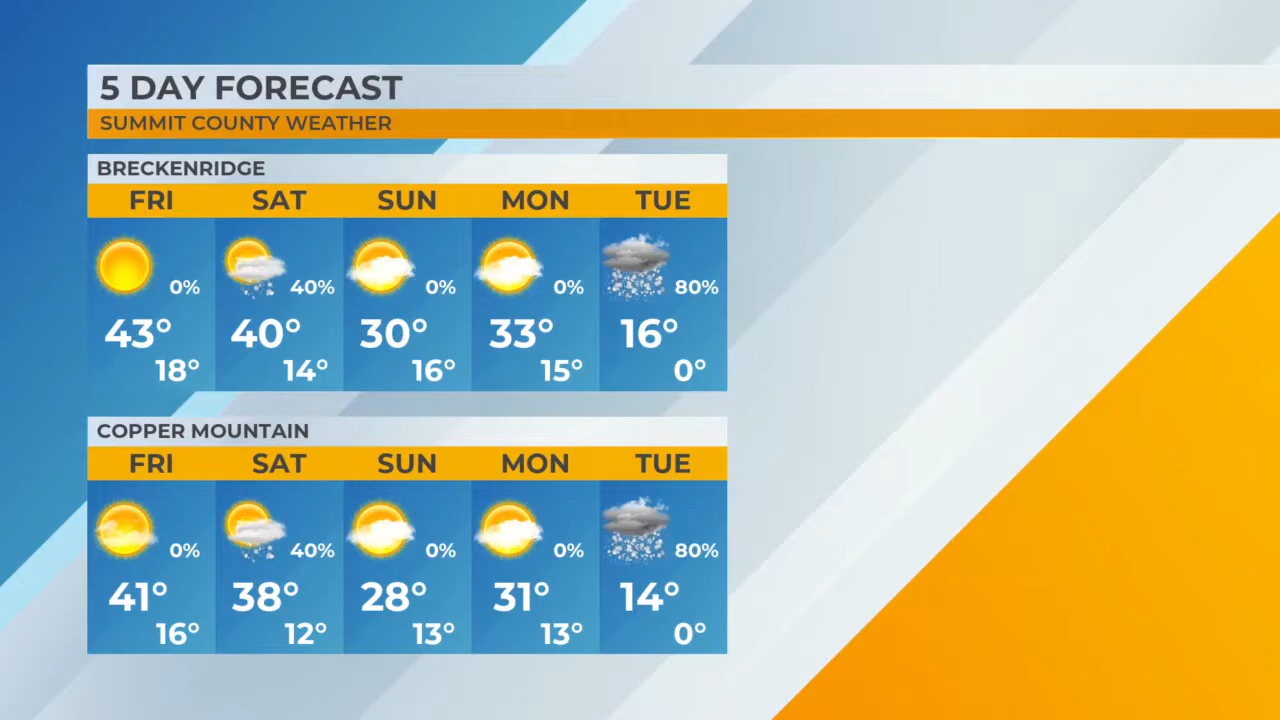 5 DAY FORECAST
SUMMIT COUNTY WEATHER
BRECKENRIDGE
FRI SAT SUN MON TUE
0% 40% 0% 0% 80%
43° 40° 30° 33° 16°
18° 14° 16° 15° 0°
COPPER MOUNTAIN
FRI SAT SUN MON TUE
0% 40% 0% 0% 80%
41° 38° 28° 31° 14°
16° 12° 13° 13° 0°